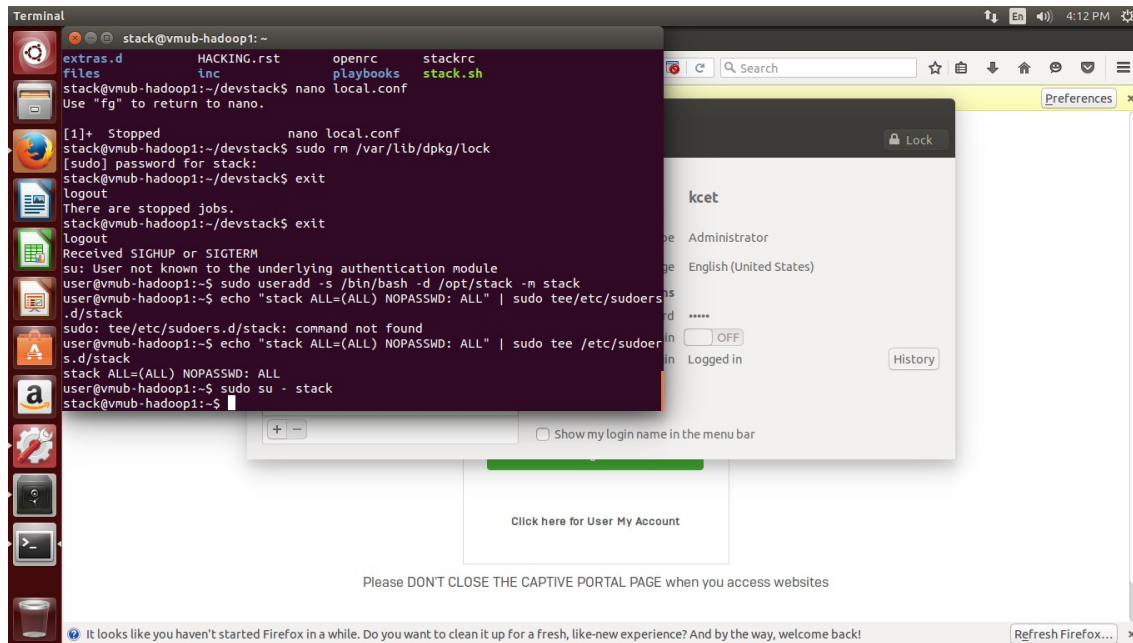 Terminal
En
4:12 PM
stack@vmub-hadoop1: ~
extras.d HACKING.rst openrc stackrc
files inc playbooks stack.sh
stack@vmub-hadoop1:~/devstack$ nano local.conf
Use "fg" to return to nano.
[1]+ Stopped nano local.conf
stack@vmub-hadoop1:~/devstack$ sudo rm /var/lib/dpkg/lock
[sudo] password for stack:
stack@vmub-hadoop1:~/devstack$ exit
logout
There are stopped jobs.
stack@vmub-hadoop1:~/devstack$ exit
logout
Received SIGHUP or SIGTERM
su: User not known to the underlying authentication module
user@vmub-hadoop1:~$ sudo useradd -s /bin/bash -d /opt/stack -m stack
user@vmub-hadoop1:~$ echo "stack ALL=(ALL) NOPASSWD: ALL" | sudo tee/etc/sudoers
.d/stack
sudo: tee/etc/sudoers.d/stack: command not found
user@vmub-hadoop1:~$ echo "stack ALL=(ALL) NOPASSWD: ALL" | sudo tee /etc/sudoer
s.d/stack
stack ALL=(ALL) NOPASSWD: ALL
user@vmub-hadoop1:~$ sudo su - stack
stack@vmub-hadoop1:~$
Search
Preferences
Lock
kcet
Administrator
English (United States)
•••••
OFF
Logged in
History
Show my login name in the menu bar
Click here for User My Account
Please DON'T CLOSE THE CAPTIVE PORTAL PAGE when you access websites
It looks like you haven't started Firefox in a while. Do you want to clean it up for a fresh, like-new experience? And by the way, welcome back!
Refresh Firefox...